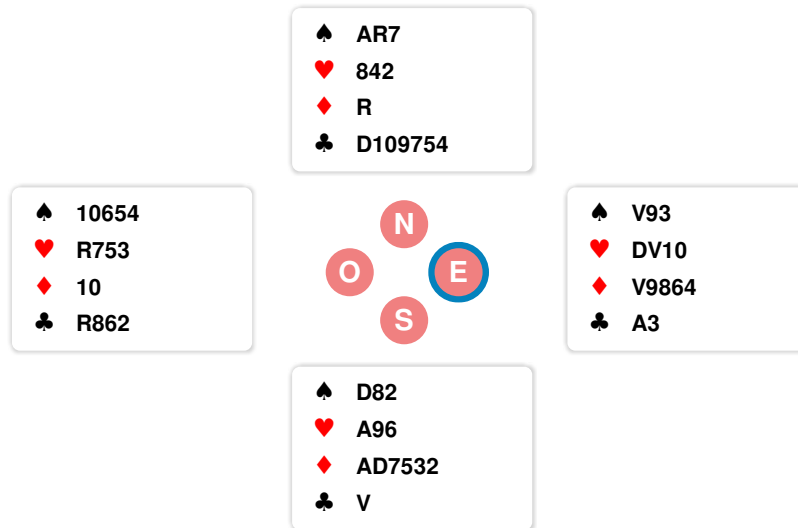 ♠ AR7
♥ 842
♦ R
♣ D109754
♠ 10654
♥ R753
♦ 10
♣ R862
N
O
E
S
♠ V93
♥ DV10
♦ V9864
♣ A3
♠ D82
♥ A96
♦ AD7532
♣ V